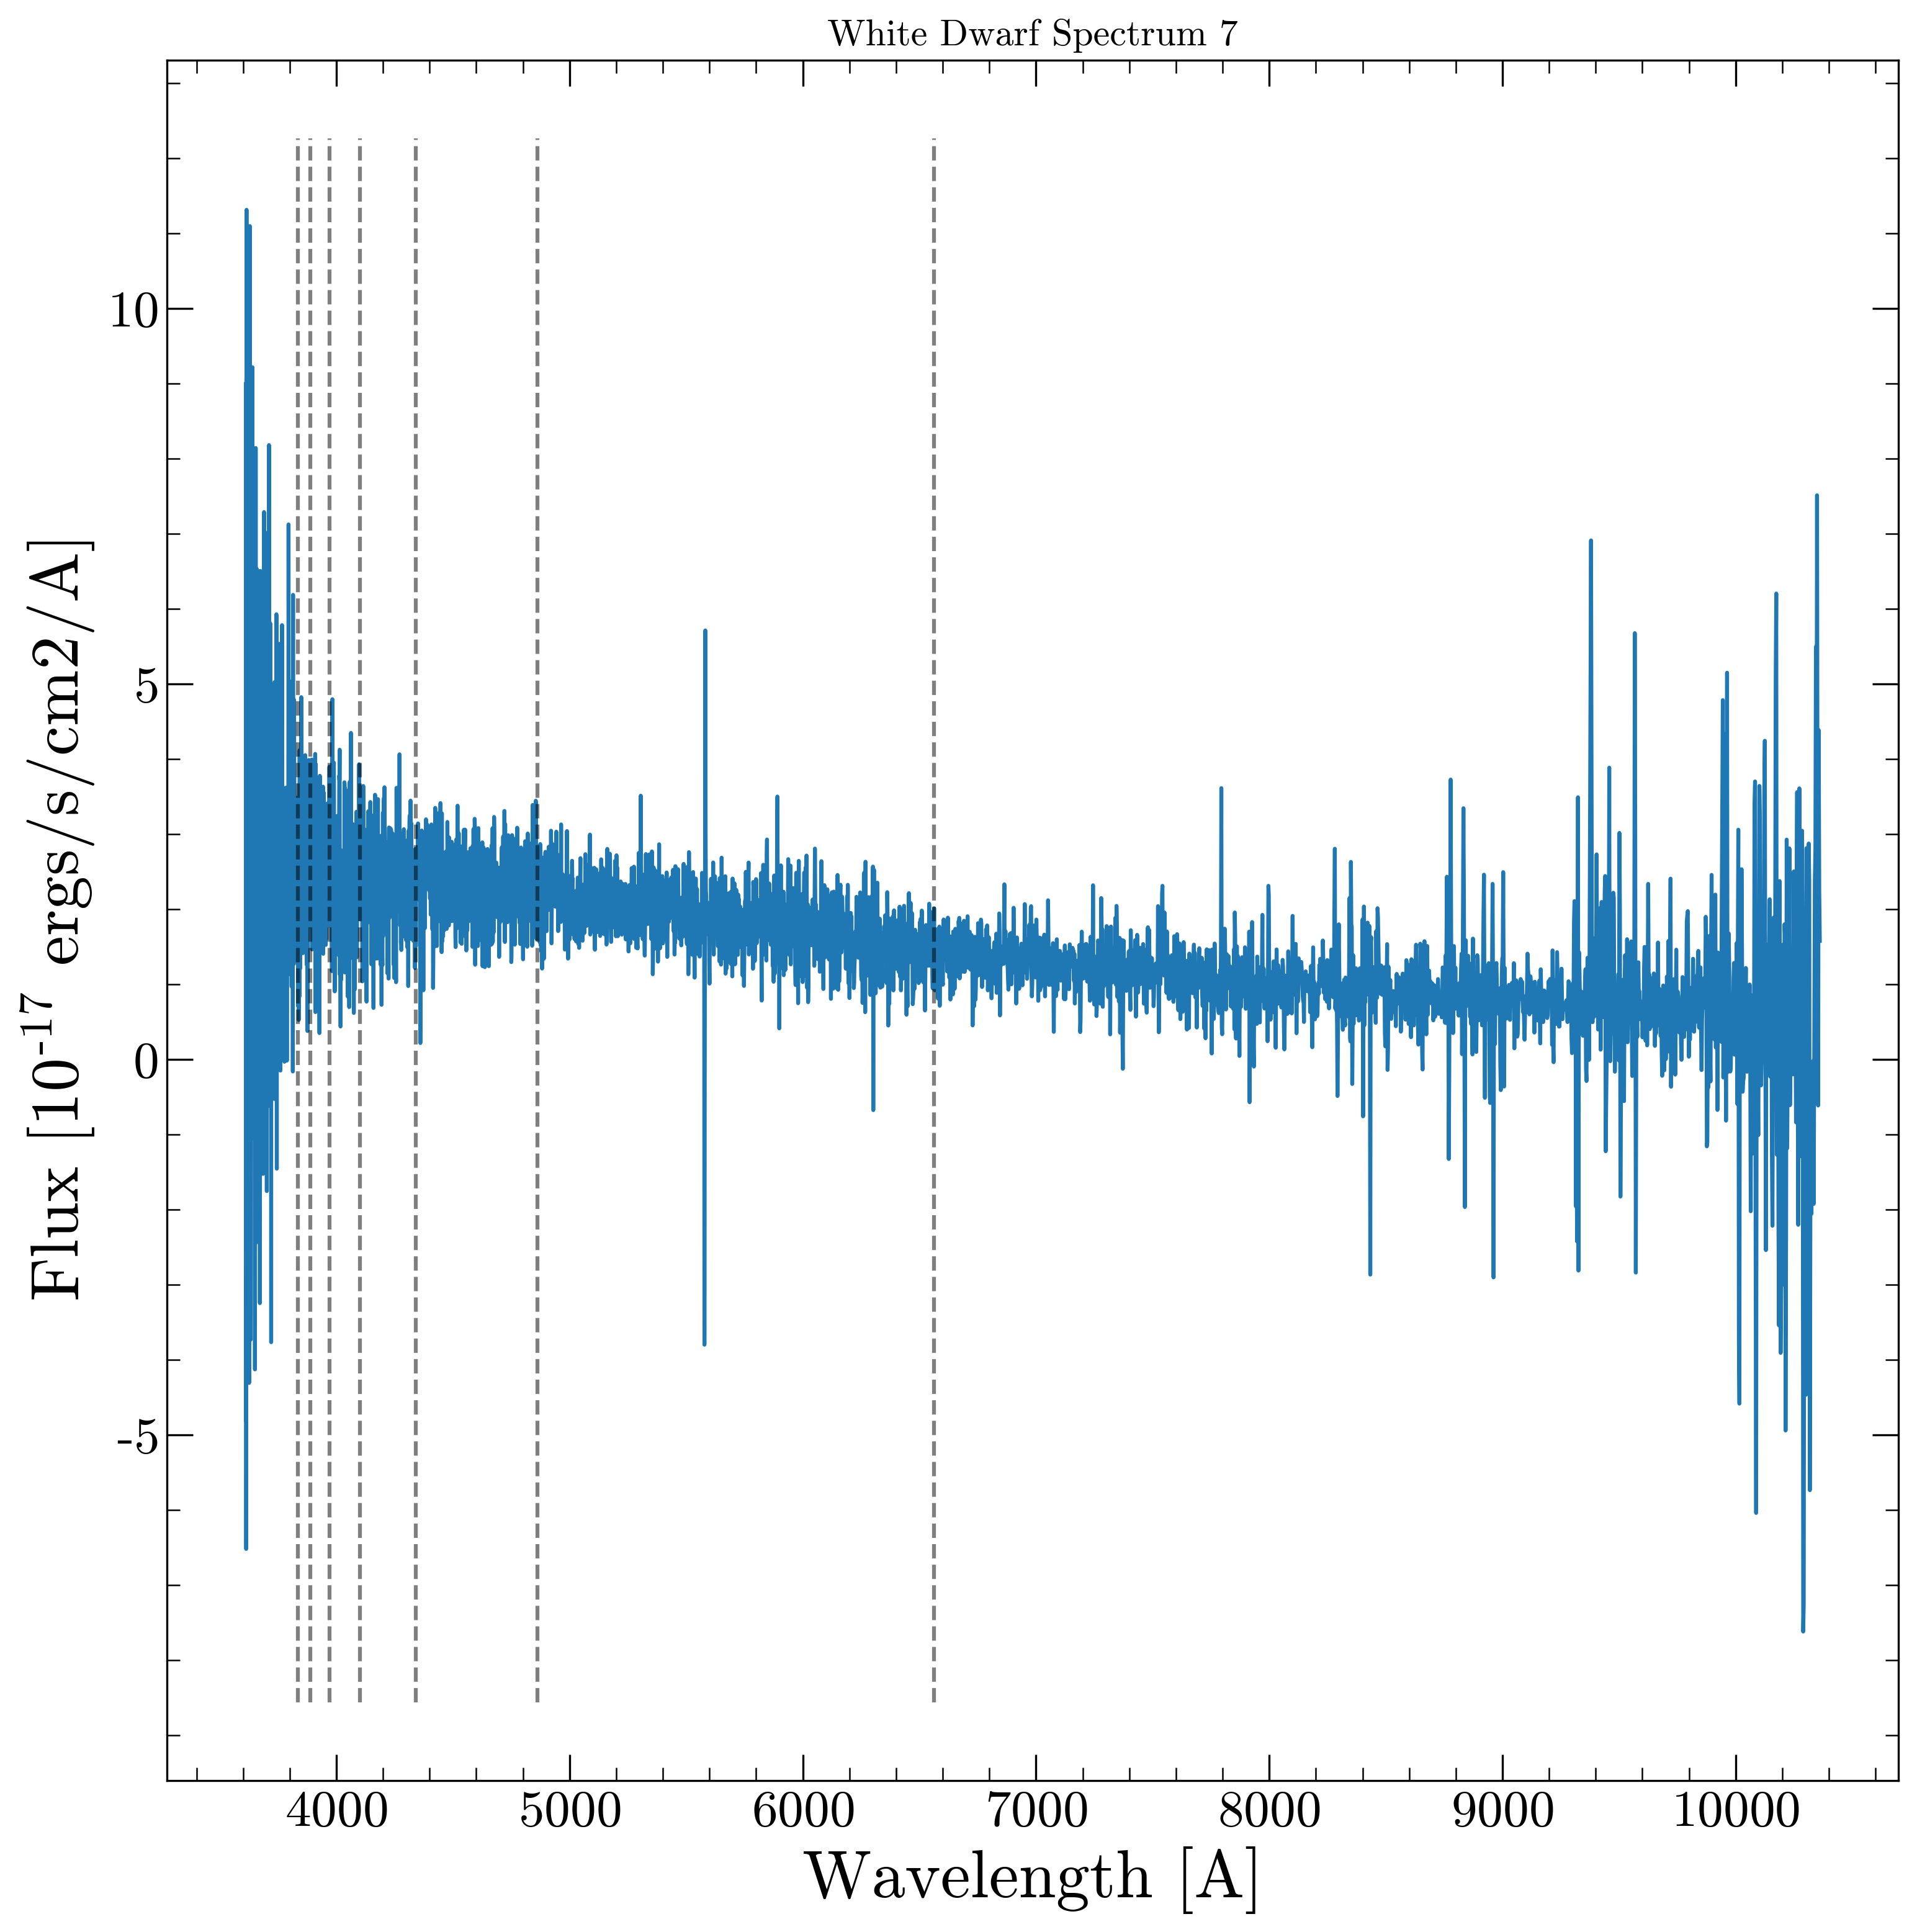 White Dwarf Spectrum 7
10
5
0
-5
Flux [10-17 ergs/s/cm2/A]
4000 5000 6000 7000 8000 9000 10000
Wavelength [A]